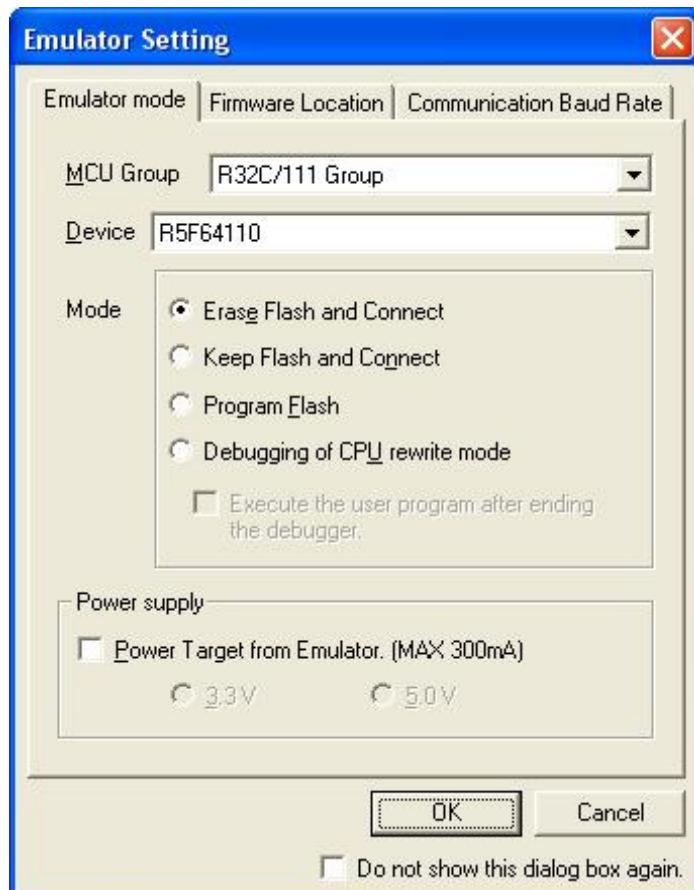 Emulator Setting
Emulator mode Firmware Location Communication Baud Rate
MCU Group R32C/111 Group
Device R5F64110
Mode Erase Flash and Connect
Keep Flash and Connect
Program Flash
Debugging of CPU rewrite mode
Execute the user program after ending
the debugger.
Power supply
Power Target from Emulator. (MAX 300mA)
3.3 V 5.0 V
OK Cancel
Do not show this dialog box again.